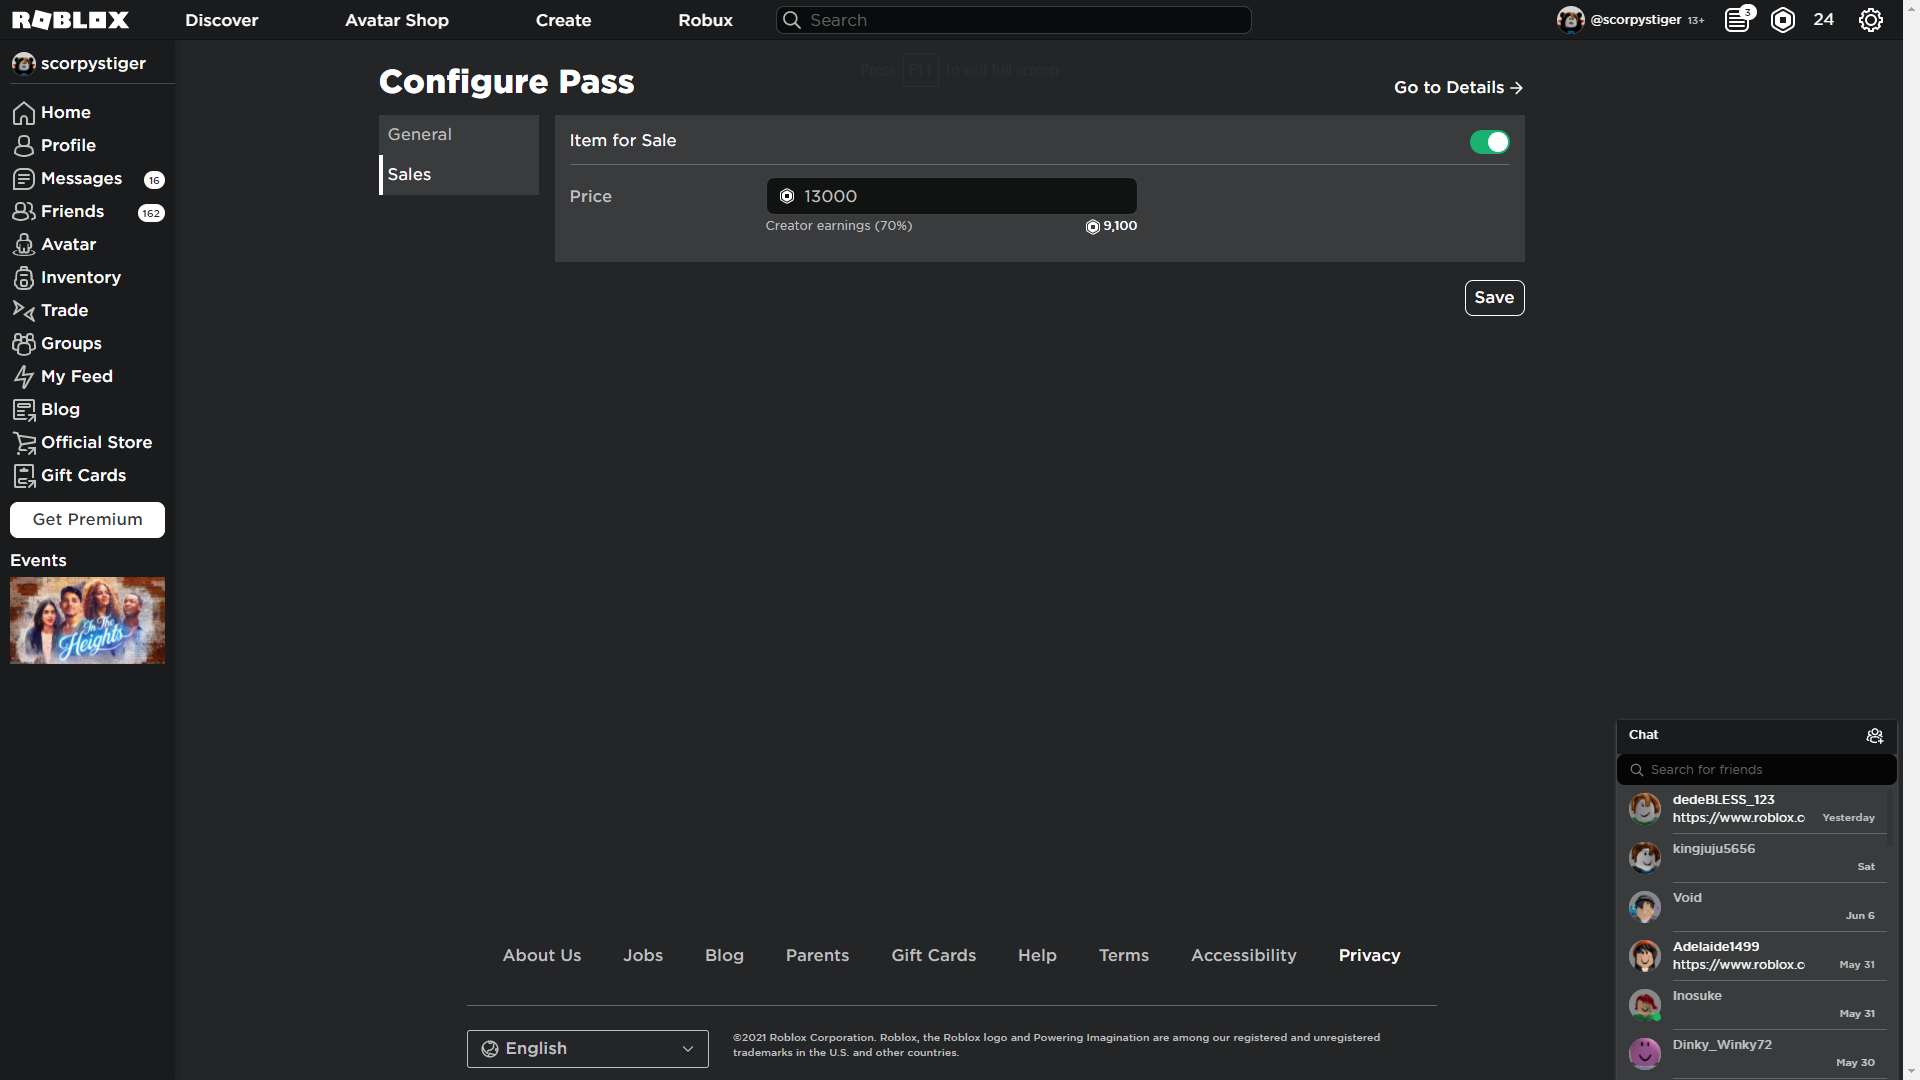 ROBLOX
Discover
Avatar Shop
Create
Robux
Search
@scorpystiger 13+
3
24
scorpystiger
Home
Profile
Messages 16
Friends 162
Avatar
Inventory
Trade
Groups
My Feed
Blog
Official Store
Gift Cards
Get Premium
Events
In The
Heights
Press F11 to exit full screen
Configure Pass
Go to Details
General
Sales
Item for Sale
Price
13000
Creator earnings (70%)
9,100
Save
Chat
Search for friends
dedeBLESS_123
https://www.roblox.c
Yesterday
kingjuju5656
Sat
Void
Jun 6
Adelaide1499
https://www.roblox.c
May 31
Inosuke
May 31
Dinky_Winky72
May 30
About Us
Jobs
Blog
Parents
Gift Cards
Help
Terms
Accessibility
Privacy
English
©2021 Roblox Corporation. Roblox, the Roblox logo and Powering Imagination are among our registered and unregistered
trademarks in the U.S. and other countries.